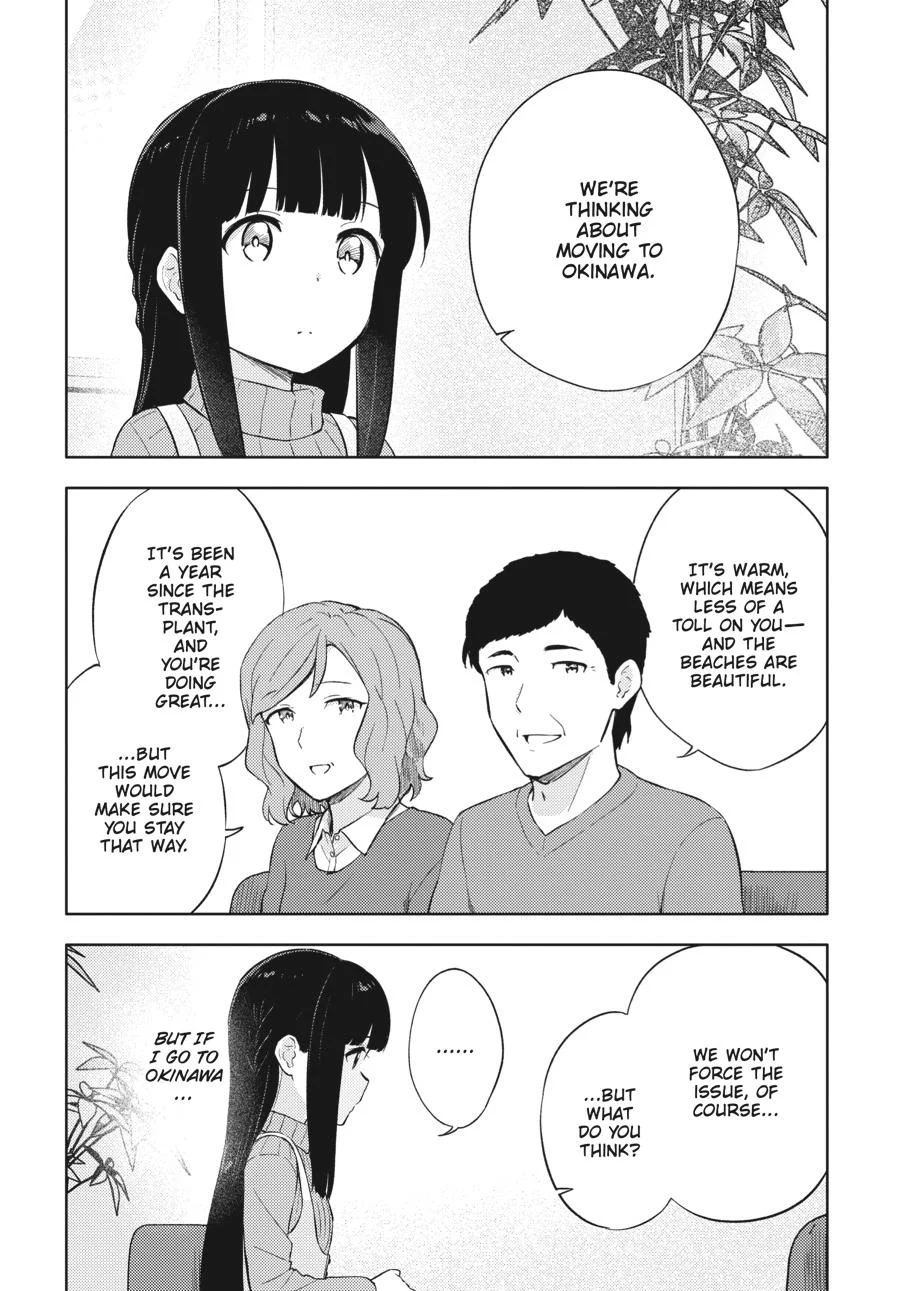 WE'RE
THINKING
ABOUT
MOVING TO
OKINAWA.
IT'S WARM,
WHICH MEANS
LESS OF A
TOLL ON YOU—
AND THE
BEACHES ARE
BEAUTIFUL.
IT'S BEEN
A YEAR
SINCE THE
TRANS-
PLANT,
AND
YOU'RE
DOING
GREAT...
...BUT
THIS MOVE
WOULD
MAKE SURE
YOU STAY
THAT WAY.
WE WON'T
FORCE THE
ISSUE, OF
COURSE...
...BUT
WHAT
DO YOU
THINK?
......
BUT IF
I GO TO
OKINAWA
...